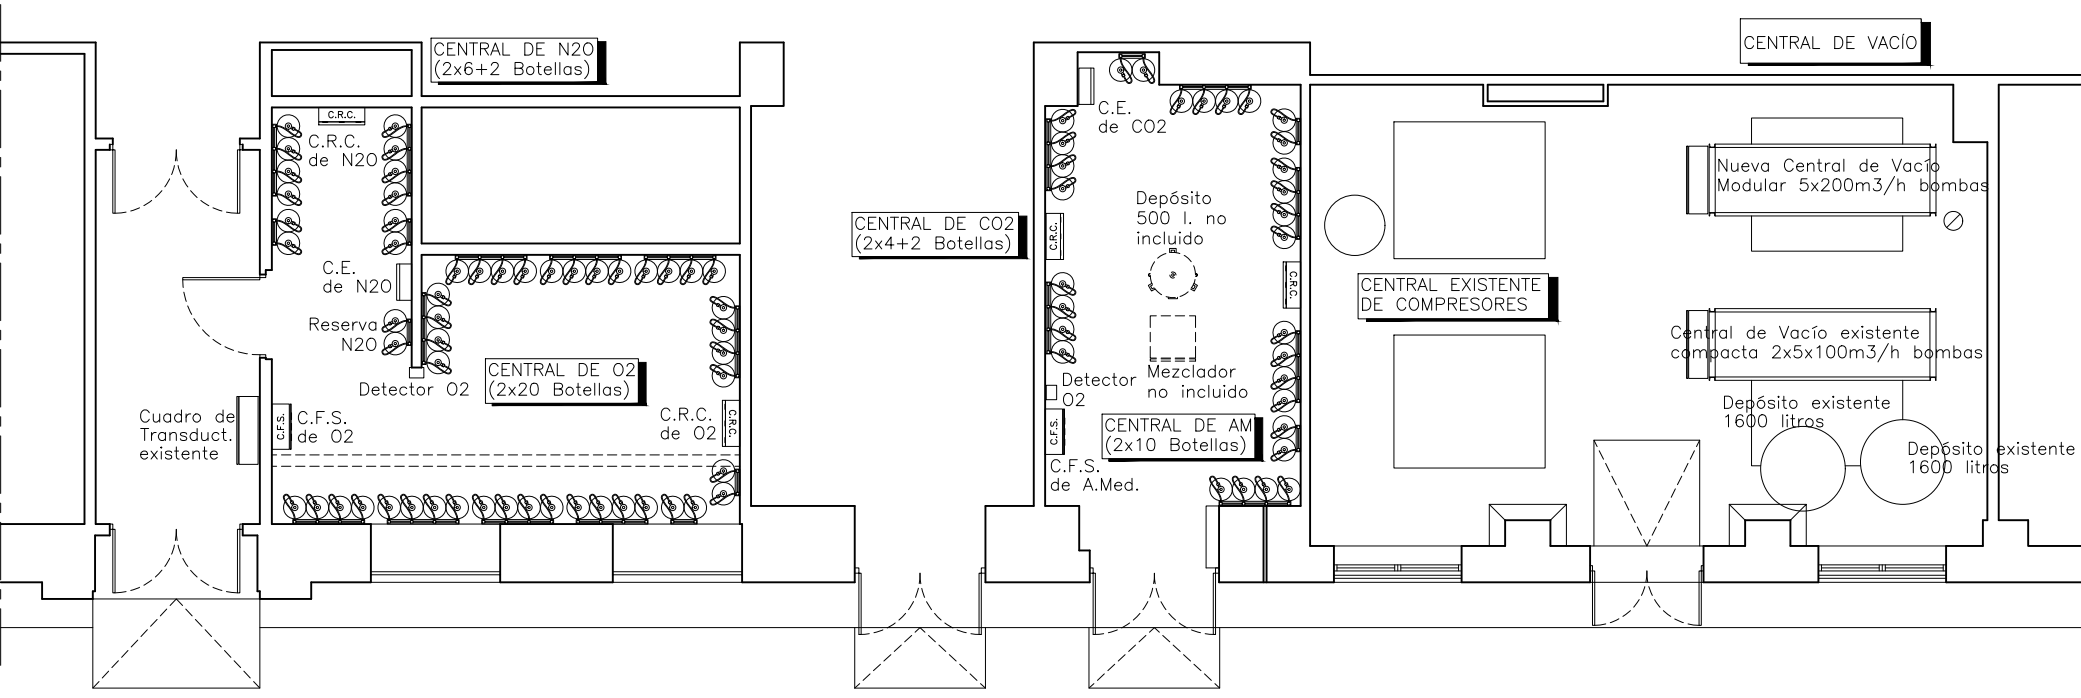 CENTRAL DE N2O
(2x6+2 Botellas)
CENTRAL DE VACÍO
C.R.C.
C.R.C.
de N2O
C.E.
de N2O
Reserva
N2O
Detector O2
CENTRAL DE O2
(2x20 Botellas)
Cuadro de
Transduct.
existente
C.F.S.
C.F.S.
de O2
C.R.C.
de O2
C.R.C.
CENTRAL DE CO2
(2x4+2 Botellas)
C.E.
de CO2
C.R.C.
Depósito
500 l. no
incluido
C.R.C.
Mezclador
no incluido
Detector
O2
C.F.S.
CENTRAL DE AM
(2x10 Botellas)
C.F.S.
de A.Med.
CENTRAL EXISTENTE
DE COMPRESORES
Nueva Central de Vacío
Modular 5x200m3/h bombas
Central de Vacío existente
compacta 2x5x100m3/h bombas
Depósito existente
1600 litros
Depósito existente
1600 litros